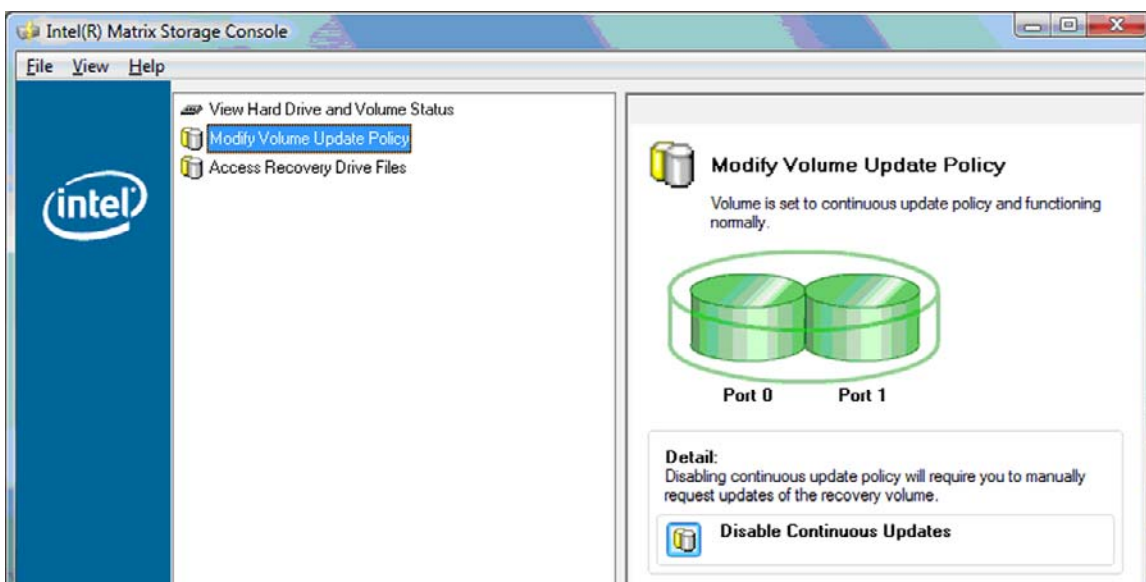 Intel(R) Matrix Storage Console
File View Help
intel
View Hard Drive and Volume Status
Modify Volume Update Policy
Access Recovery Drive Files
Modify Volume Update Policy
Volume is set to continuous update policy and functioning
normally.
Port 0 Port 1
Detail:
Disabling continuous update policy will require you to manually
request updates of the recovery volume.
Disable Continuous Updates